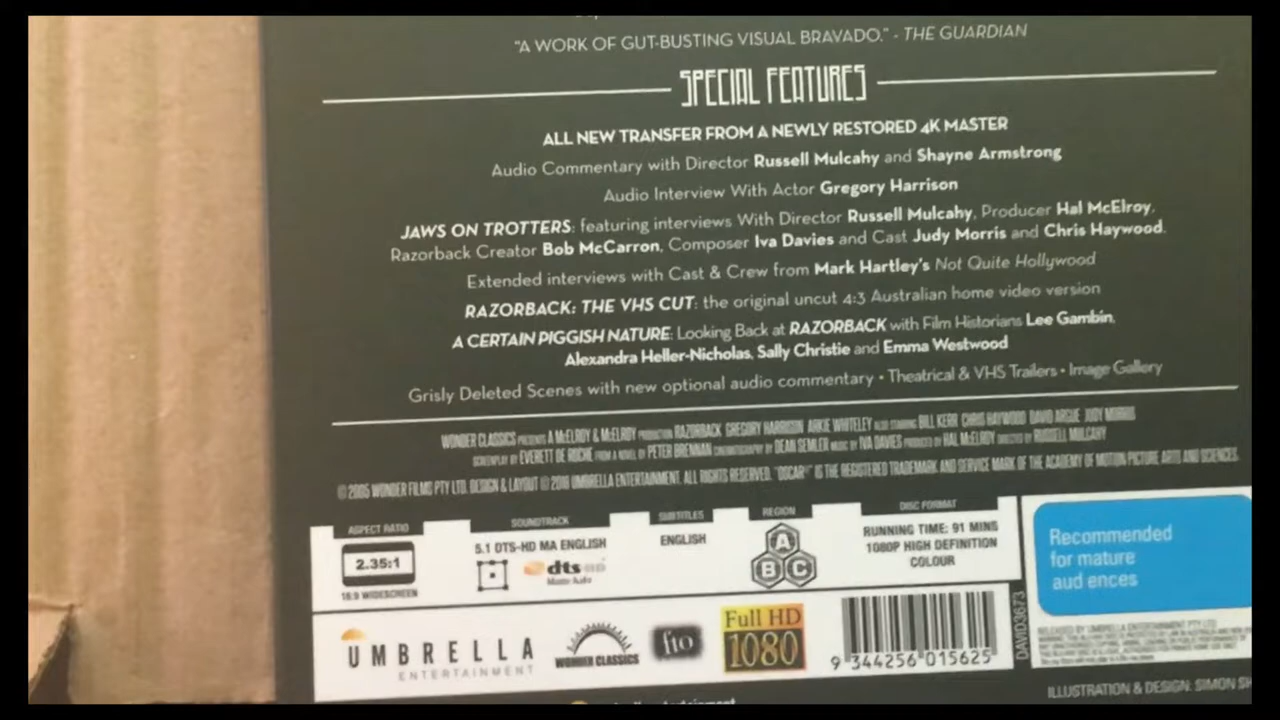 "A WORK OF GUT-BUSTING VISUAL BRAVADO." - THE GUARDIAN
SPECIAL FEATURES
ALL NEW TRANSFER FROM A NEWLY RESTORED 4K MASTER
Audio Commentary with Director Russell Mulcahy and Shayne Armstrong
Audio Interview With Actor Gregory Harrison
JAWS ON TROTTERS: featuring interviews With Director Russell Mulcahy, Producer Hal McElroy,
Razorback Creator Bob McCarron, Composer Iva Davies and Cast Judy Morris and Chris Haywood.
Extended interviews with Cast & Crew from Mark Hartley's Not Quite Hollywood
RAZORBACK: THE VHS CUT: the original uncut 4:3 Australian home video version
A CERTAIN PIGGISH NATURE: Looking Back at RAZORBACK with Film Historians Lee Gambin,
Alexandra Heller-Nicholas, Sally Christie and Emma Westwood
Grisly Deleted Scenes with new optional audio commentary • Theatrical & VHS Trailers • Image Gallery
WONDER CLASSICS PRESENTS A McELROY & McELROY PRODUCTION RAZORBACK GREGORY HARRISON ARKIE WHITELEY ALSO STARRING BILL KERR CHRIS HAYWOOD DAVID ARGUE JUDY MORRIS
SCREENPLAY BY EVERETT DE ROCHE FROM A NOVEL BY PETER BRENNAN CINEMATOGRAPHY BY DEAN SEMLER MUSIC BY IVA DAVIES PRODUCED BY HAL McELROY DIRECTED BY RUSSELL MULCAHY
WONDER FILMS PTY LTD. DESIGN & LAYOUT © UMBRELLA ENTERTAINMENT. ALL RIGHTS RESERVED. "OSCAR®" IS THE REGISTERED TRADEMARK AND SERVICE MARK OF THE ACADEMY OF MOTION PICTURE ARTS AND SCIENCES.
ASPECT RATIO
SOUNDTRACK
SUBTITLES
REGION
DISC FORMAT
2.35:1
16:9 WIDESCREEN
5.1 DTS-HD MA ENGLISH
dts HD
Master Audio
ENGLISH
A
B C
RUNNING TIME: 91 MINS
1080P HIGH DEFINITION
COLOUR
Recommended
for mature
aud ences
UMBRELLA
ENTERTAINMENT
WONDER CLASSICS
fto
Full HD
1080
9 344256 015625
DAVID3673
RELEASED BY UMBRELLA ENTERTAINMENT PTY LTD
ILLUSTRATION & DESIGN: SIMON